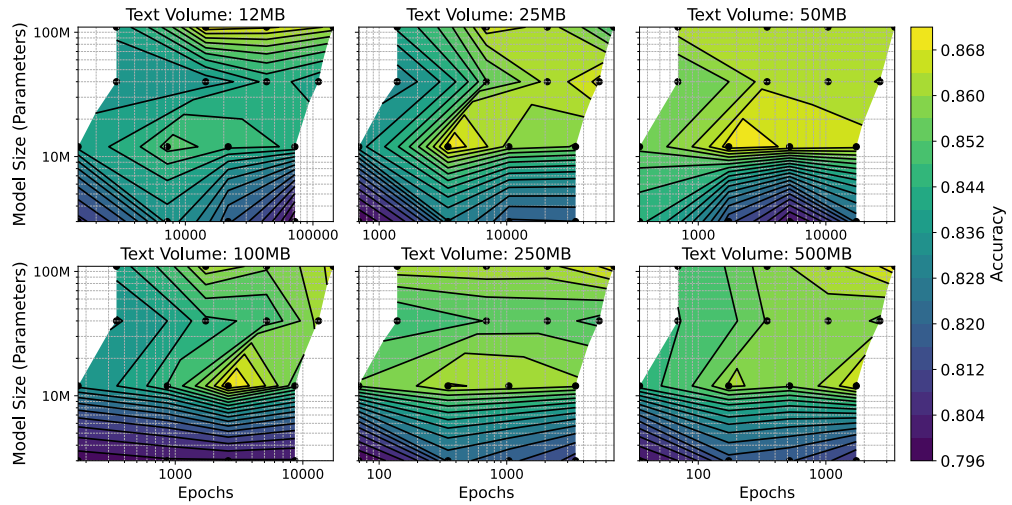 Text Volume: 12MB
Text Volume: 25MB
Text Volume: 50MB
100M
10M
Model Size (Parameters)
10000
100000
1000
10000
1000
10000
Text Volume: 100MB
Text Volume: 250MB
Text Volume: 500MB
100M
10M
Model Size (Parameters)
1000
10000
100
1000
100
1000
Epochs
Epochs
Epochs
0.868
0.860
0.852
0.844
0.836
0.828
0.820
0.812
0.804
0.796
Accuracy